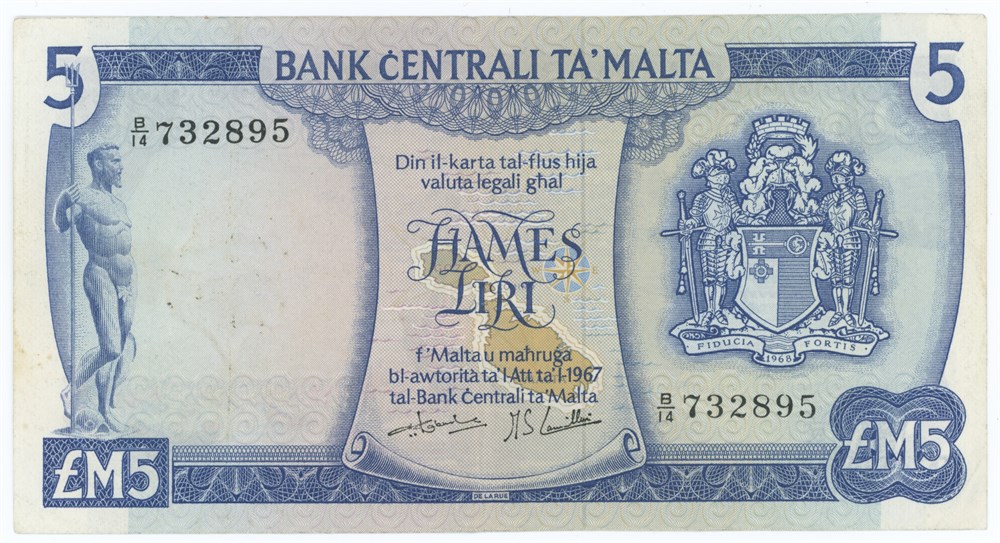 5 BANK ĊENTRALI TA' MALTA 5
B/14 732895
Din il-karta tal-flus hija
valuta legali għal
ĦAMES
LIRI
f'Malta u maħruġa
bl-awtorità ta'l-Att ta'l-1967
tal-Bank Ċentrali ta'Malta
FIDUCIA FORTIS
1968
B/14 732895
£M5
DE LA RUE
£M5